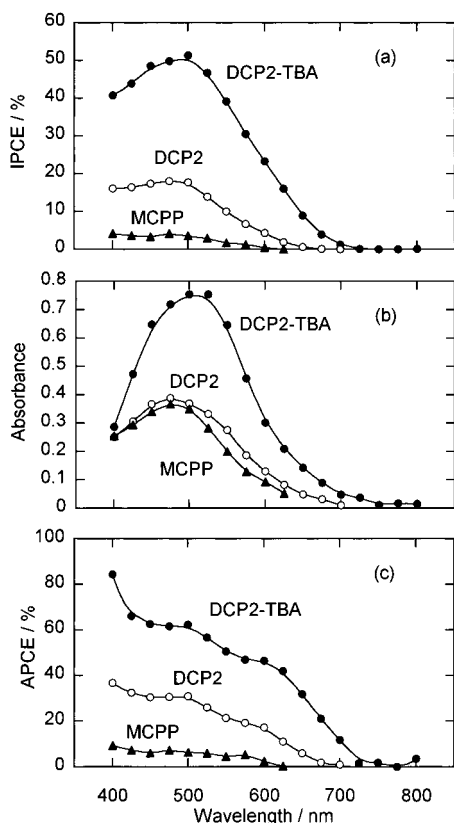 60
50
40
30
20
10
0
IPCE / %
(a)
DCP2-TBA
DCP2
MCPP
0.8
0.7
0.6
0.5
0.4
0.3
0.2
0.1
0
Absorbance
(b)
DCP2-TBA
DCP2
MCPP
100
80
60
40
20
0
APCE / %
(c)
DCP2-TBA
DCP2
MCPP
400 500 600 700 800
Wavelength / nm